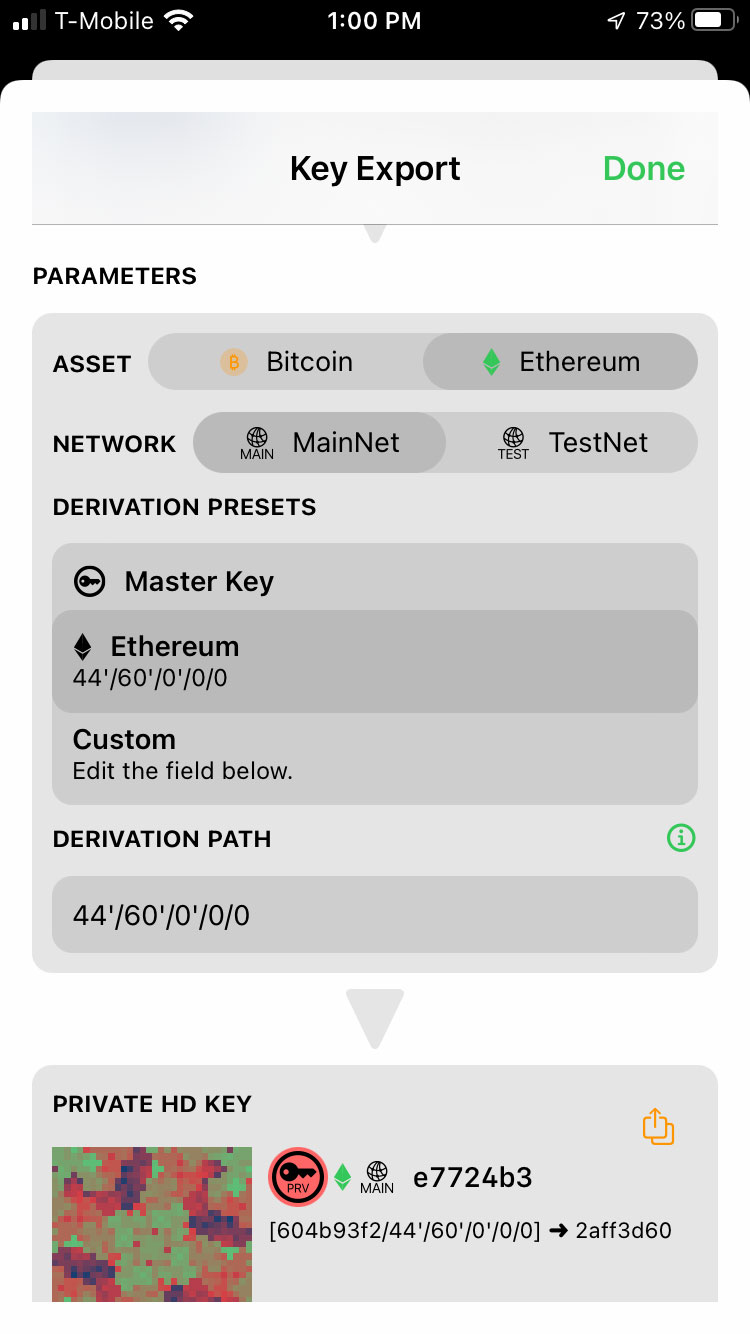 T-Mobile 1:00 PM 73%
Key Export Done
PARAMETERS
ASSET Bitcoin Ethereum
NETWORK MAIN MainNet TEST TestNet
DERIVATION PRESETS
Master Key
Ethereum
44'/60'/0'/0/0
Custom
Edit the field below.
DERIVATION PATH
44'/60'/0'/0/0
PRIVATE HD KEY
PRV MAIN e7724b3
[604b93f2/44'/60'/0'/0/0] ➜ 2aff3d60